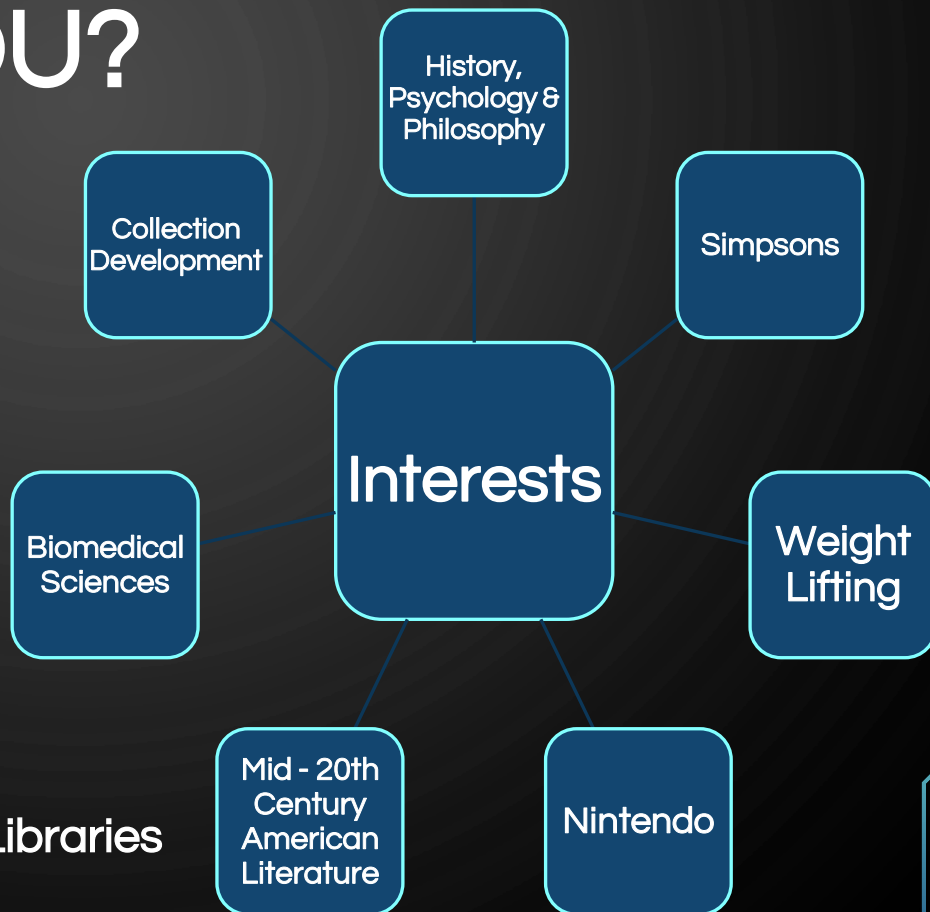 OU?
History,
Psychology &
Philosophy
Collection
Development
Simpsons
Interests
Biomedical
Sciences
Weight
Lifting
Mid - 20th
Century
American
Literature
Nintendo
Libraries